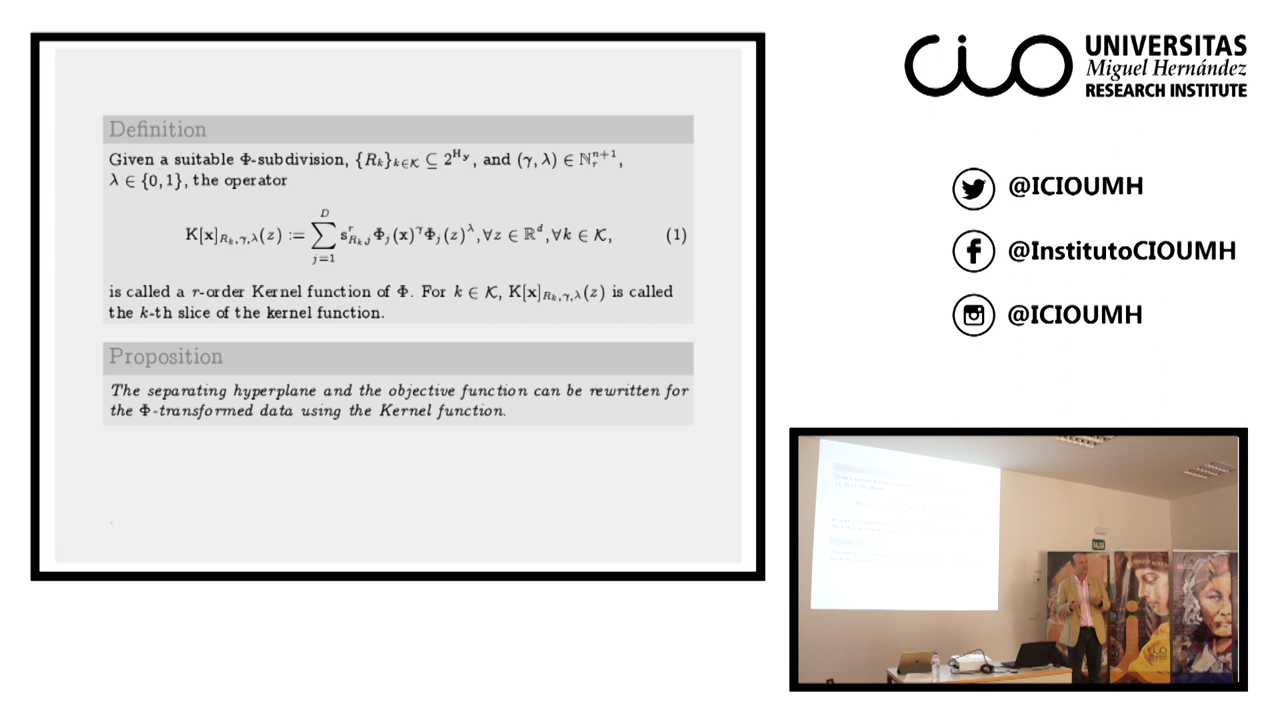 Definition
Given a suitable Φ-subdivision, {R_k}_{k∈𝒦} ⊆ 2^{H_y}, and (γ, λ) ∈ ℕ_r^{n+1},
λ ∈ {0, 1}, the operator
K[x]_{R_k,γ,λ}(z) := ∑_{j=1}^{D} s^r_{R_k,j} Φ_j(x)^γ Φ_j(z)^λ, ∀z ∈ ℝ^d, ∀k ∈ 𝒦, (1)
is called a r-order Kernel function of Φ. For k ∈ 𝒦, K[x]_{R_k,γ,λ}(z) is called
the k-th slice of the kernel function.
Proposition
The separating hyperplane and the objective function can be rewritten for
the Φ-transformed data using the Kernel function.
cio
UNIVERSITAS
Miguel Hernández
RESEARCH INSTITUTE
@ICIOUMH
@InstitutoCIOUMH
@ICIOUMH
SALIDA